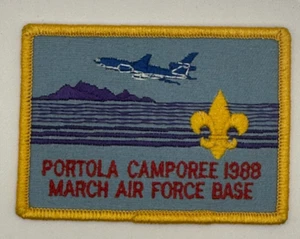 PORTOLA CAMPOREE 1988
MARCH AIR FORCE BASE